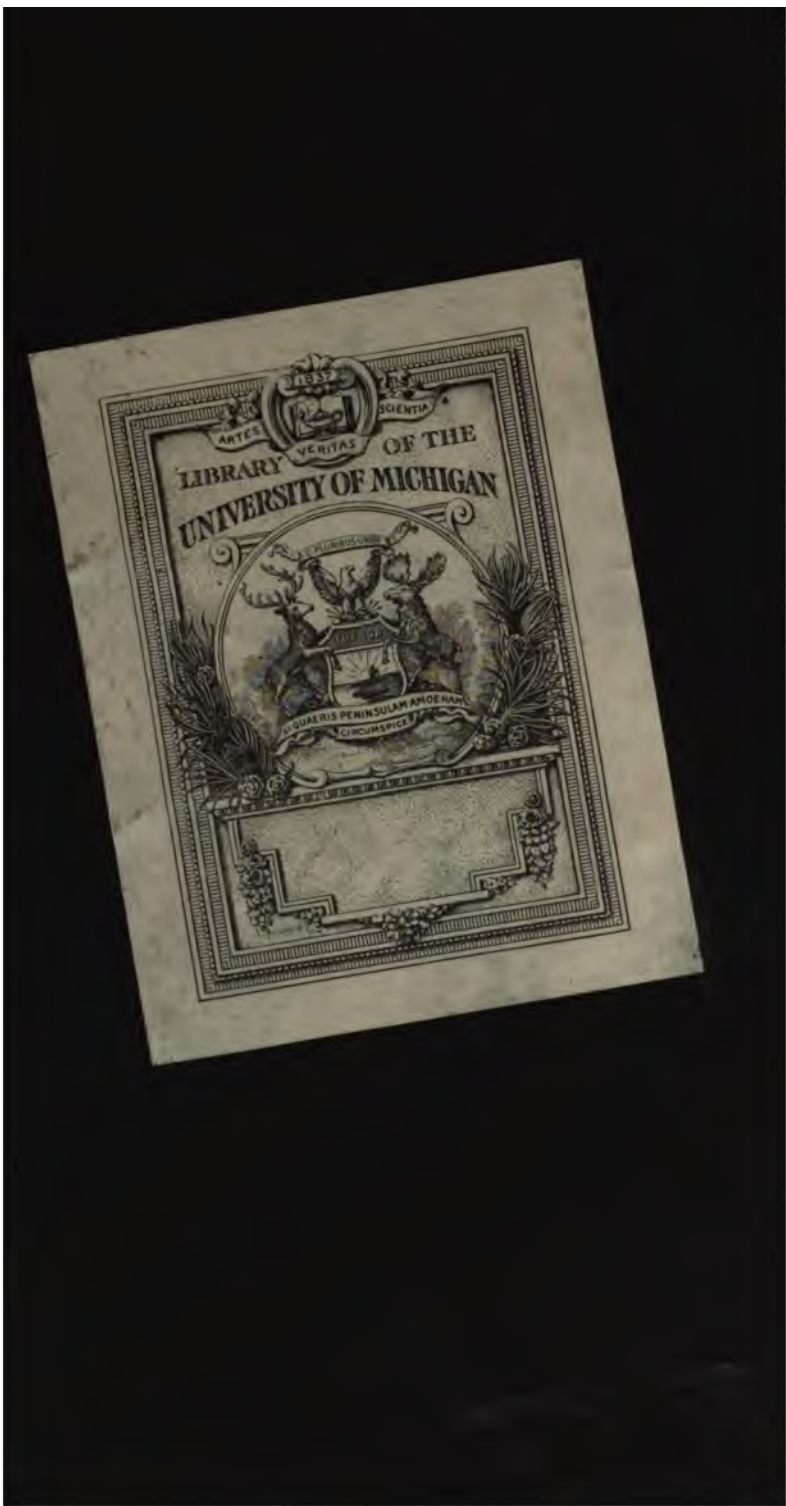 1837
ARTES SCIENTIA
VERITAS
LIBRARY OF THE
UNIVERSITY OF MICHIGAN
E PLURIBUS UNUM
TUEBOR
SI QUAERIS PENINSULAM AMOENAM
CIRCUMSPICE